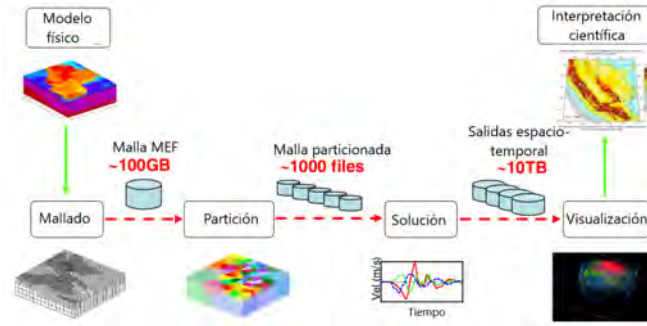 Modelo
físico
Interpretación
científica
Malla MEF
~100GB
Malla particionada
~1000 files
Salidas espacio-
temporal
~10TB
Mallado
Partición
Solución
Visualización
Vel (m/s)
Tiempo